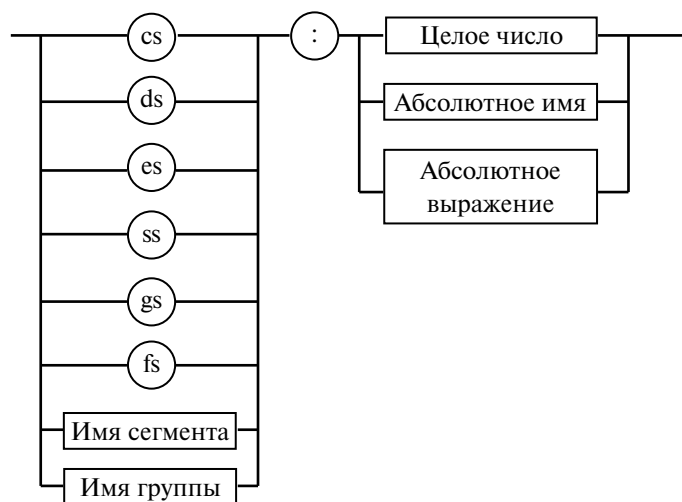 cs
:
Целое число
ds
Абсолютное имя
es
Абсолютное
выражение
ss
gs
fs
Имя сегмента
Имя группы